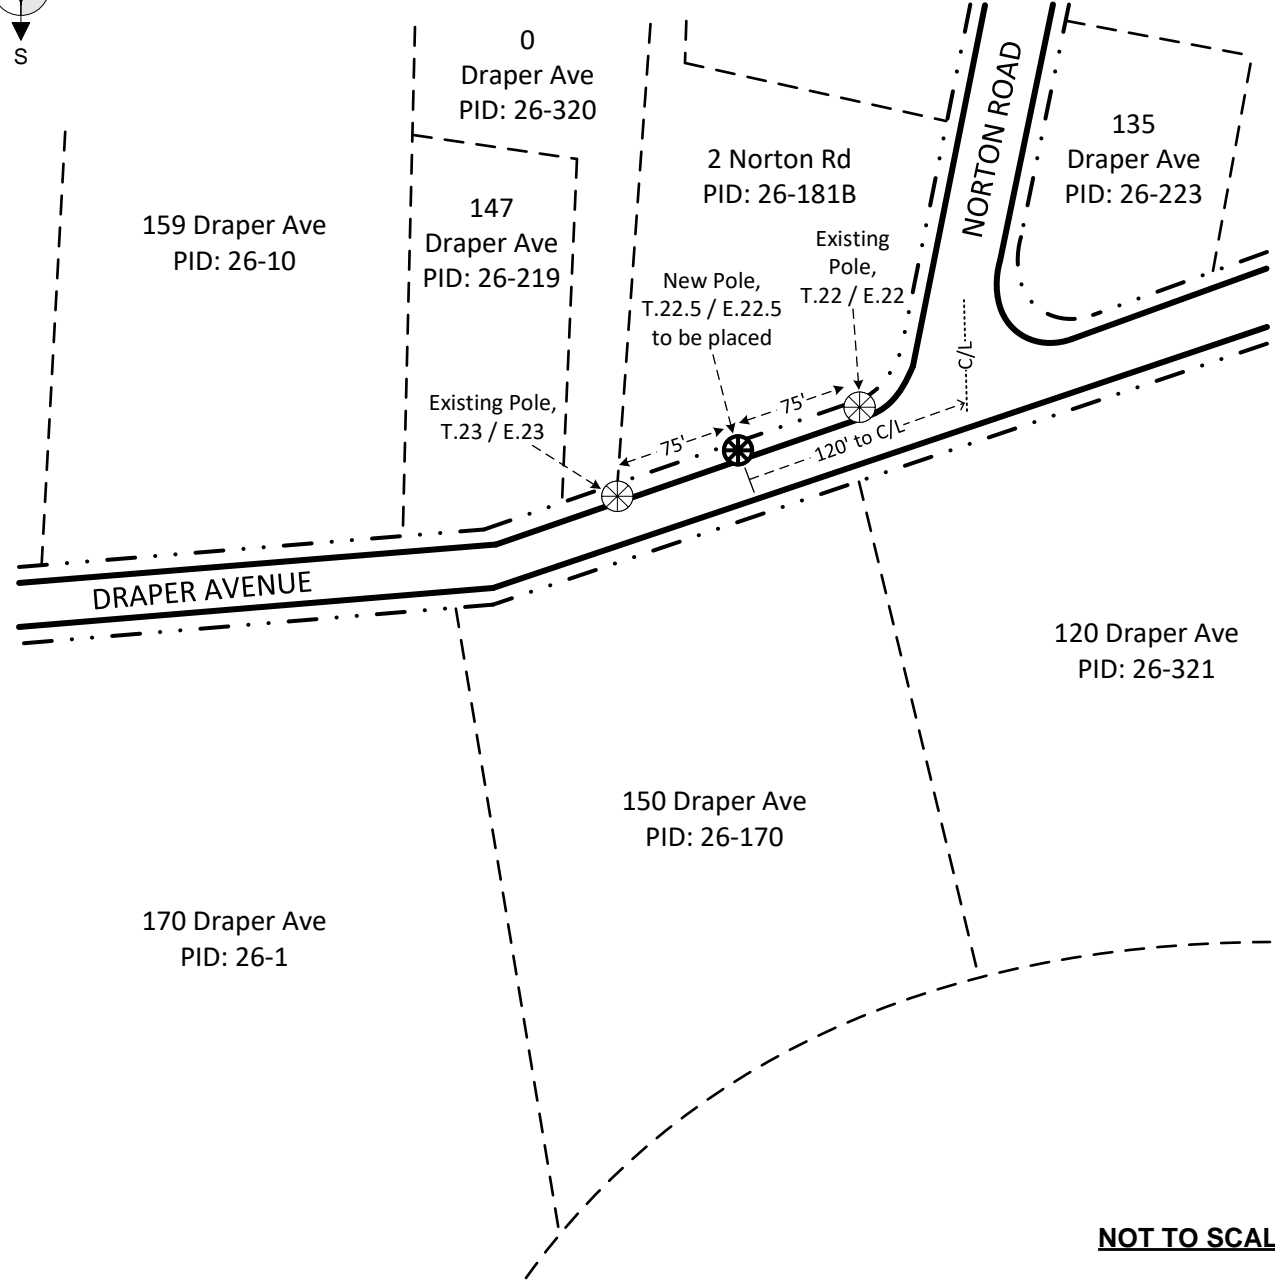 S
0
Draper Ave
PID: 26-320
NORTON ROAD
135
Draper Ave
PID: 26-223
2 Norton Rd
PID: 26-181B
159 Draper Ave
PID: 26-10
147
Draper Ave
PID: 26-219
Existing
Pole,
T.22 / E.22
New Pole,
T.22.5 / E.22.5
to be placed
C/L
Existing Pole,
T.23 / E.23
75'
75'
120' to C/L
DRAPER AVENUE
120 Draper Ave
PID: 26-321
150 Draper Ave
PID: 26-170
170 Draper Ave
PID: 26-1
NOT TO SCAL